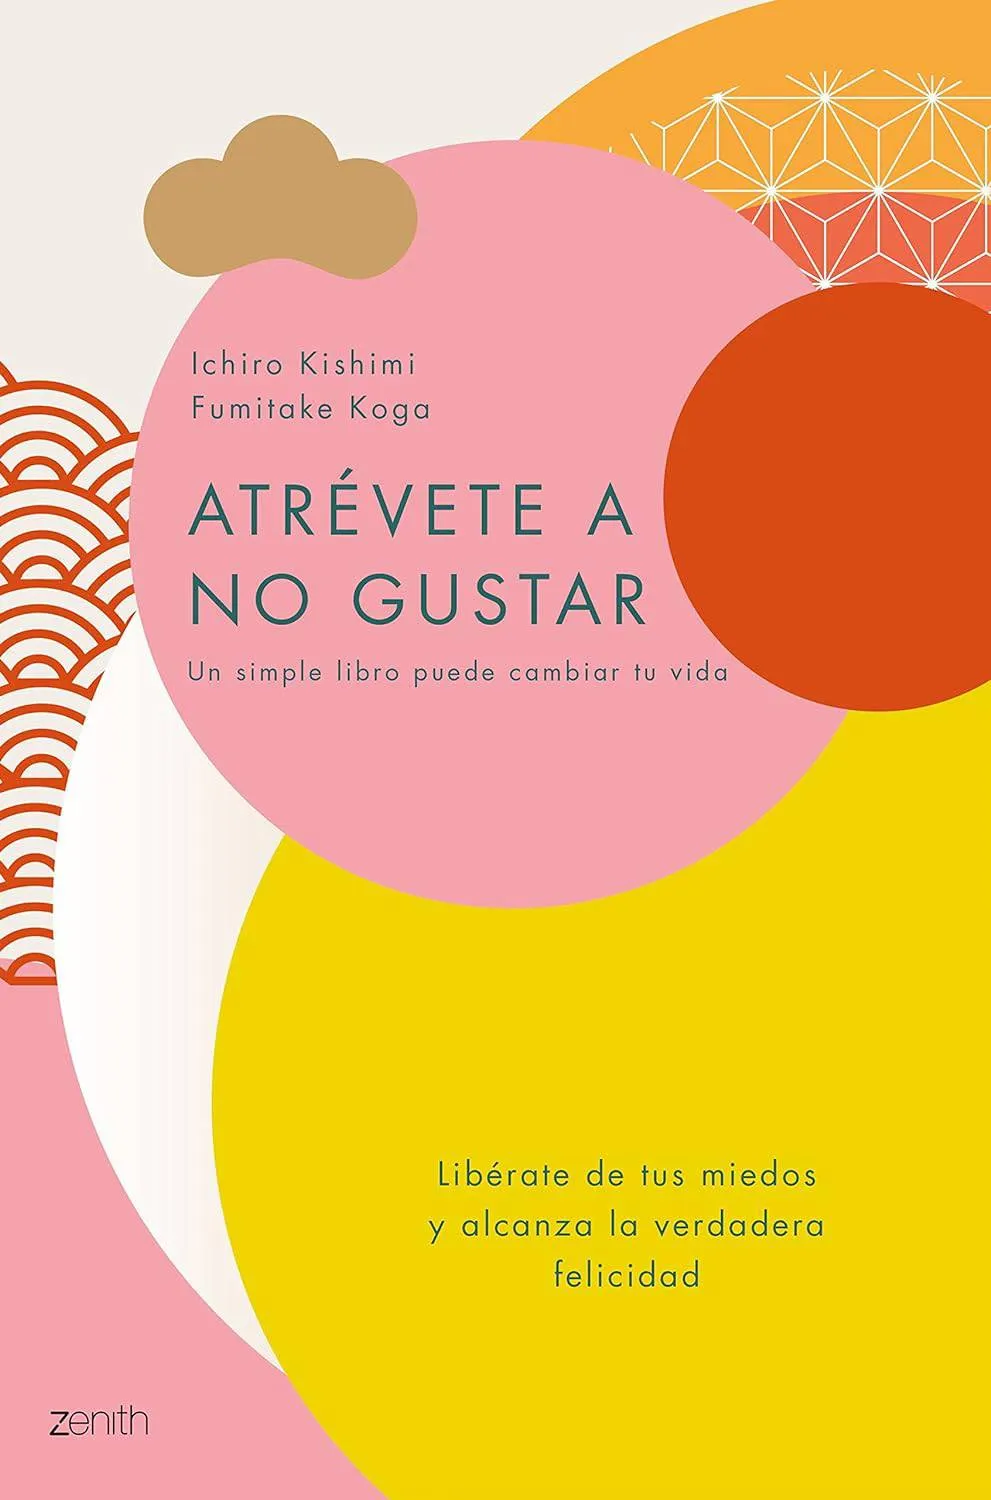 Ichiro Kishimi
Fumitake Koga
ATRÉVETE A
NO GUSTAR
Un simple libro puede cambiar tu vida
Libérate de tus miedos
y alcanza la verdadera
felicidad
zenith